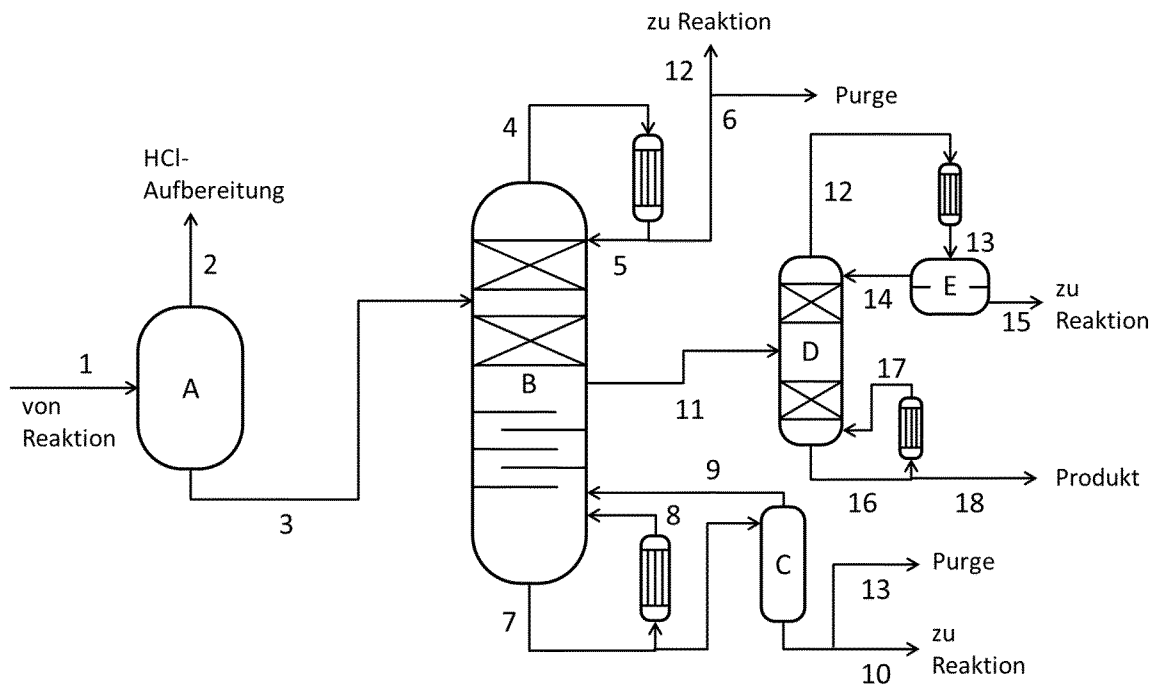 zu Reaktion
12
Purge
4
6
HCl-
Aufbereitung
12
2
5
13
E
14
zu
Reaktion
15
1
A
von
Reaktion
B
11
D
17
3
9
16
18
Produkt
8
C
7
Purge
13
zu
Reaktion
10